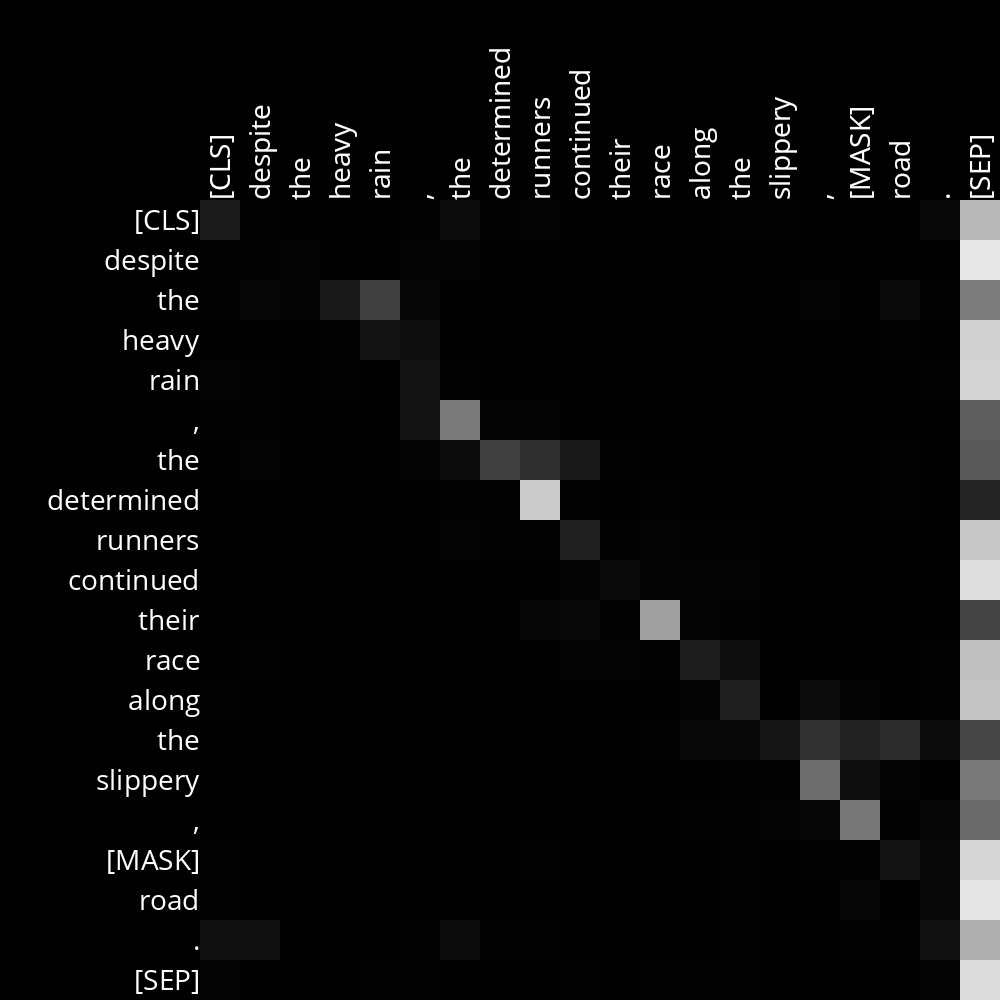 [CLS] despite the heavy rain , the determined runners continued their race along the slippery , [MASK] road . [SEP]
[CLS]
despite
the
heavy
rain
,
the
determined
runners
continued
their
race
along
the
slippery
,
[MASK]
road
.
[SEP]